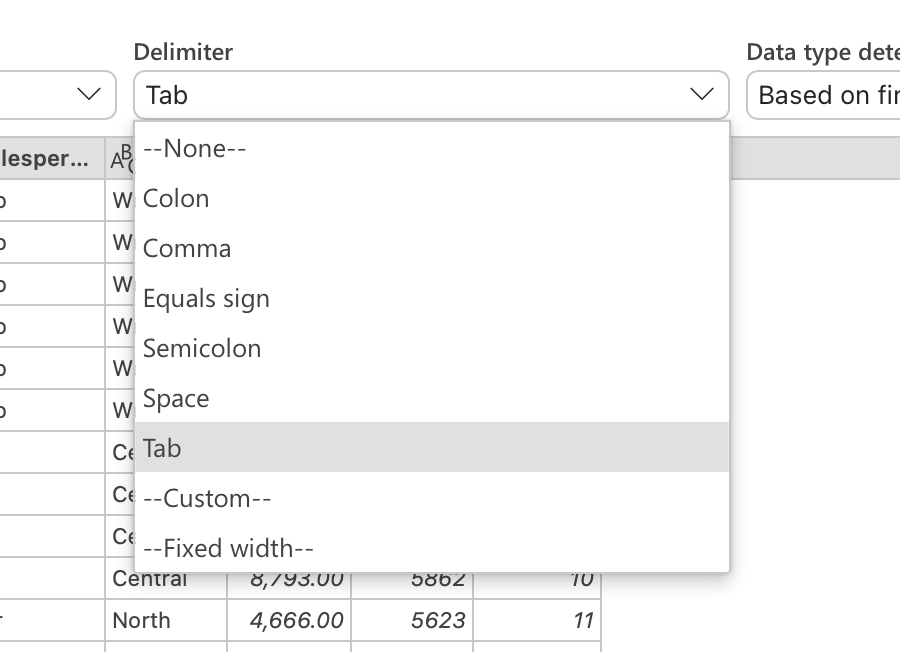 Delimiter
Data type dete
Tab
Based on fir
lesper...
ABC
--None--
Colon
Comma
Equals sign
Semicolon
Space
Tab
--Custom--
--Fixed width--
W
W
W
W
W
W
Ce
Ce
Ce
Central 8,793.00 5862 10
North 4,666.00 5623 11